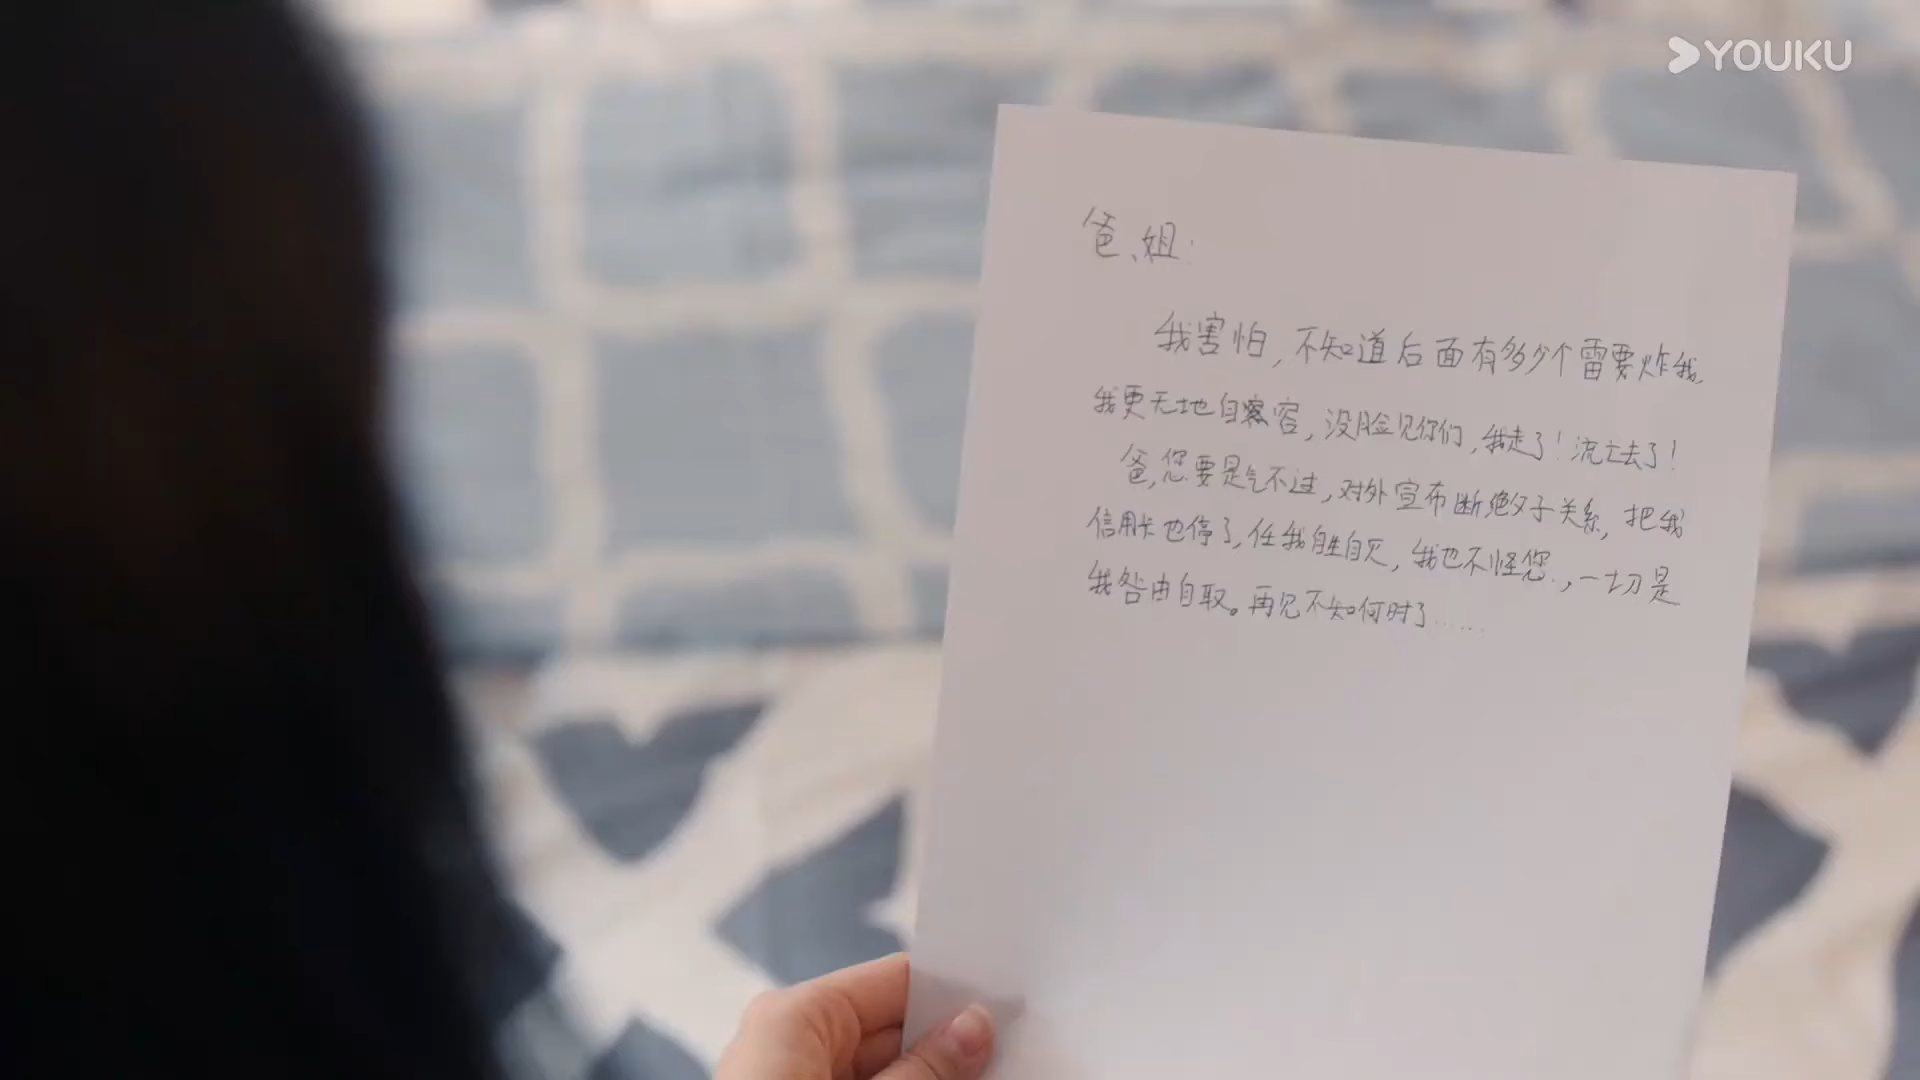 YOUKU
爸、姐:
我害怕,不知道后面有多少个雷要炸我,
我更无地自容,没脸见你们,我走了!流亡去了!
爸,您要是气不过,对外宣布断绝父子关系,把我
信用卡也停了,任我自生自灭,我也不怪您.,一切是
我咎由自取。再见不知何时了……